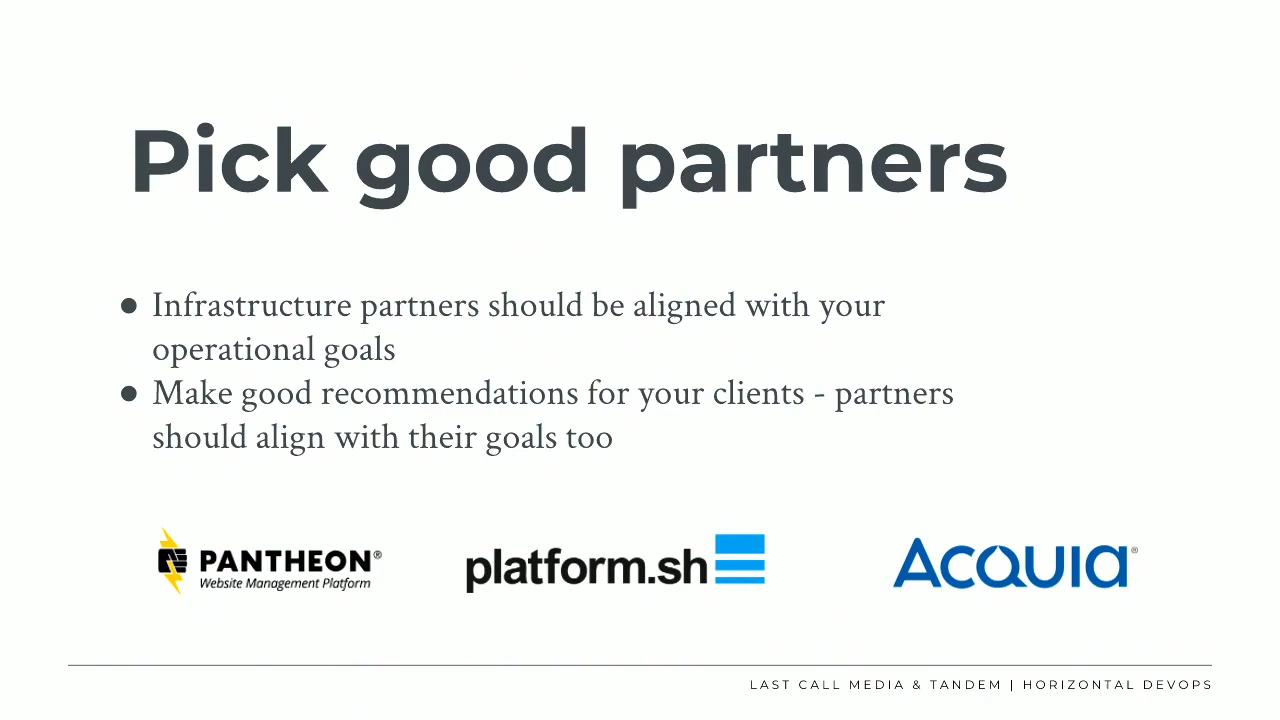 Pick good partners
● Infrastructure partners should be aligned with your
operational goals
● Make good recommendations for your clients - partners
should align with their goals too
PANTHEON®
Website Management Platform
platform.sh
ACQUIA®
LAST CALL MEDIA & TANDEM | HORIZONTAL DEVOPS